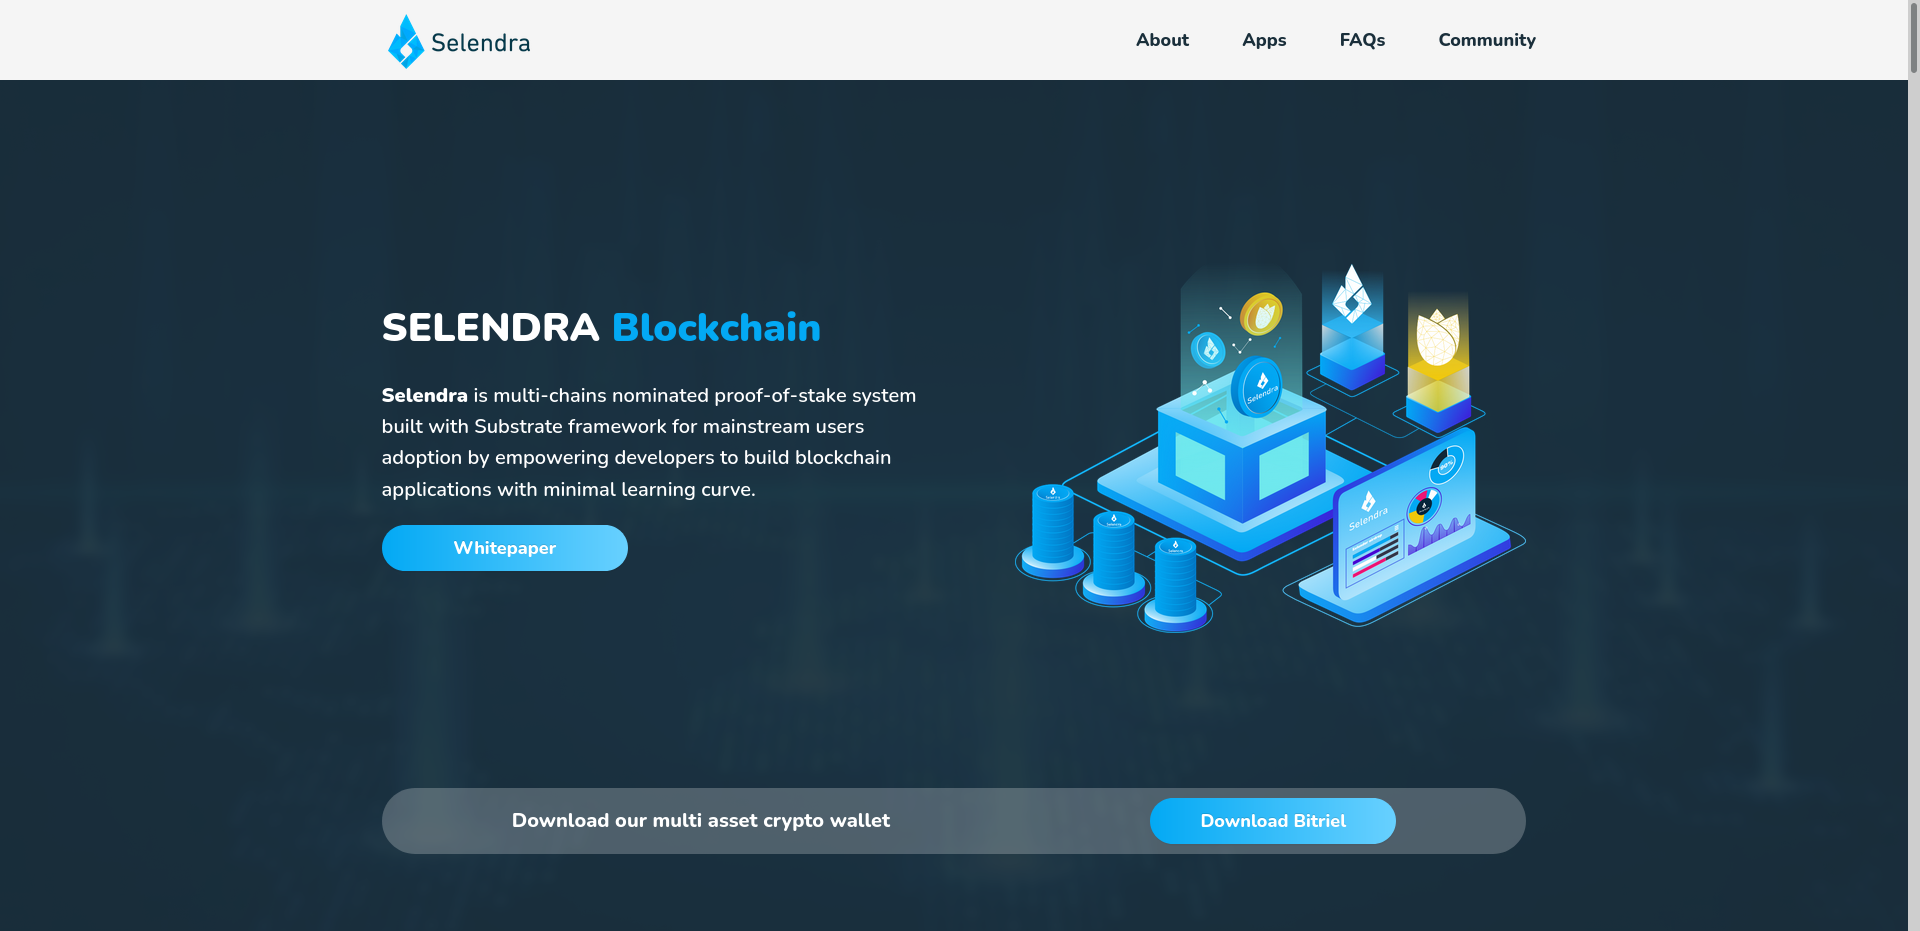 Selendra
About
Apps
FAQs
Community
SELENDRA Blockchain
Selendra is multi-chains nominated proof-of-stake system
built with Substrate framework for mainstream users
adoption by empowering developers to build blockchain
applications with minimal learning curve.
Whitepaper
Selendra
Selendra
Download our multi asset crypto wallet
Download Bitriel